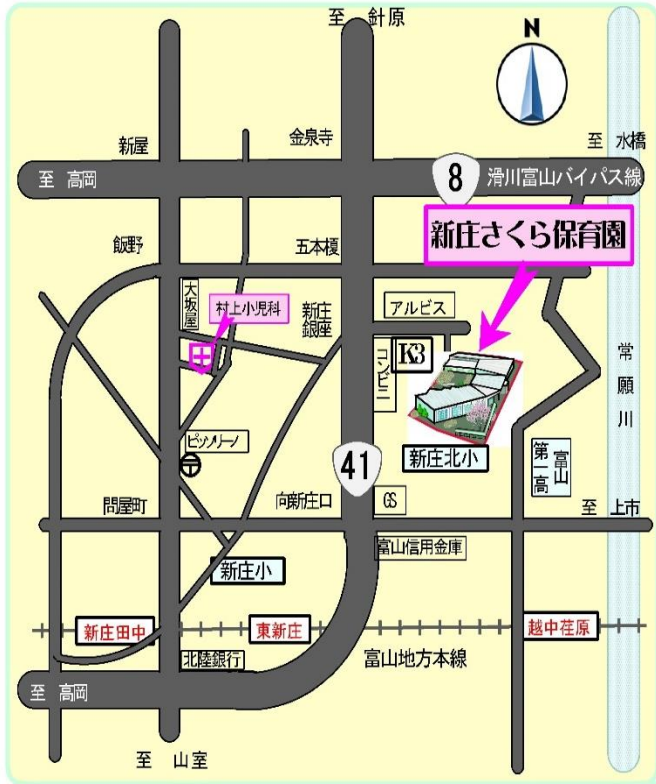 至 針原
N
新屋
金泉寺
至 水橋
至 高岡
8
滑川富山バイパス線
新庄さくら保育園
飯野
五本榎
大坂屋
村上小児科
新庄
銀座
アルビス
コンビニ
K3
常願川
ピソノリーノ
〒
41
新庄北小
富山
第一高
問屋町
向新庄口
GS
至 上市
富山信用金庫
新庄小
新庄田中
東新庄
越中荏原
北陸銀行
富山地方本線
至 高岡
至 山室